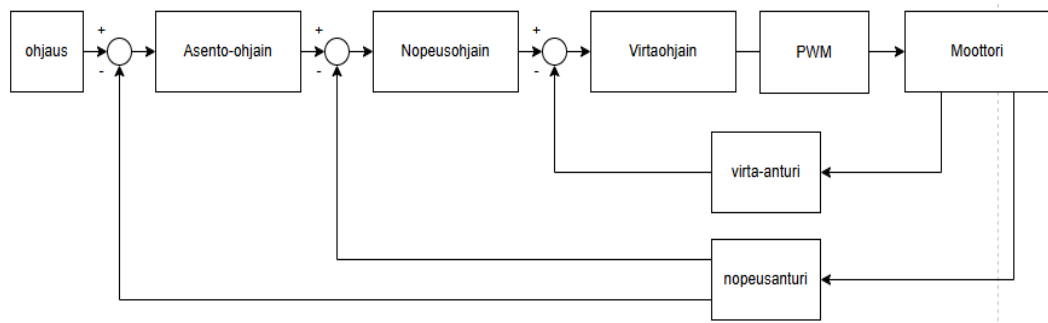 +
+
+
ohjaus
Asento-ohjain
Nopeusohjain
Virtaohjain
PWM
Moottori
-
-
-
virta-anturi
nopeusanturi